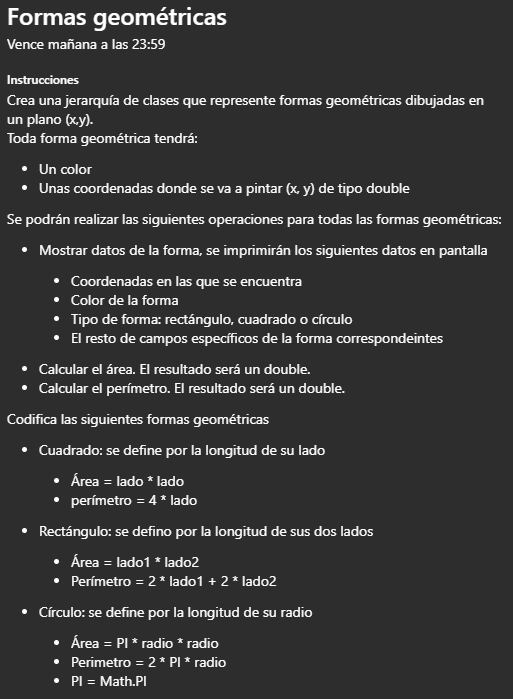 Formas geométricas
Vence mañana a las 23:59
Instrucciones
Crea una jerarquía de clases que represente formas geométricas dibujadas en
un plano (x,y).
Toda forma geométrica tendrá:
• Un color
• Unas coordenadas donde se va a pintar (x, y) de tipo double
Se podrán realizar las siguientes operaciones para todas las formas geométricas:
• Mostrar datos de la forma, se imprimirán los siguientes datos en pantalla
• Coordenadas en las que se encuentra
• Color de la forma
• Tipo de forma: rectángulo, cuadrado o círculo
• El resto de campos específicos de la forma correspondeintes
• Calcular el área. El resultado será un double.
• Calcular el perímetro. El resultado será un double.
Codifica las siguientes formas geométricas
• Cuadrado: se define por la longitud de su lado
• Área = lado * lado
• perímetro = 4 * lado
• Rectángulo: se defino por la longitud de sus dos lados
• Área = lado1 * lado2
• Perímetro = 2 * lado1 + 2 * lado2
• Círculo: se define por la longitud de su radio
• Área = PI * radio * radio
• Perimetro = 2 * PI * radio
• PI = Math.PI